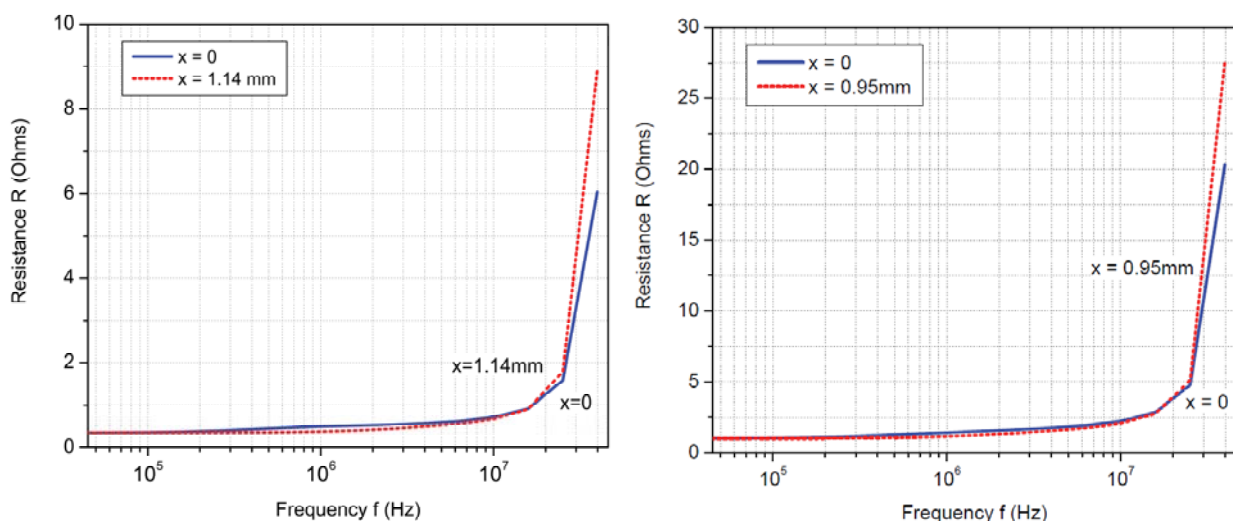 10
8
6
4
2
0
Resistance R (Ohms)
x = 0
x = 1.14 mm
x=1.14mm
x=0
10^5
10^6
10^7
Frequency f (Hz)
30
25
20
15
10
5
0
Resistance R (Ohms)
x = 0
x = 0.95mm
x = 0.95mm
x = 0
10^5
10^6
10^7
Frequency f (Hz)